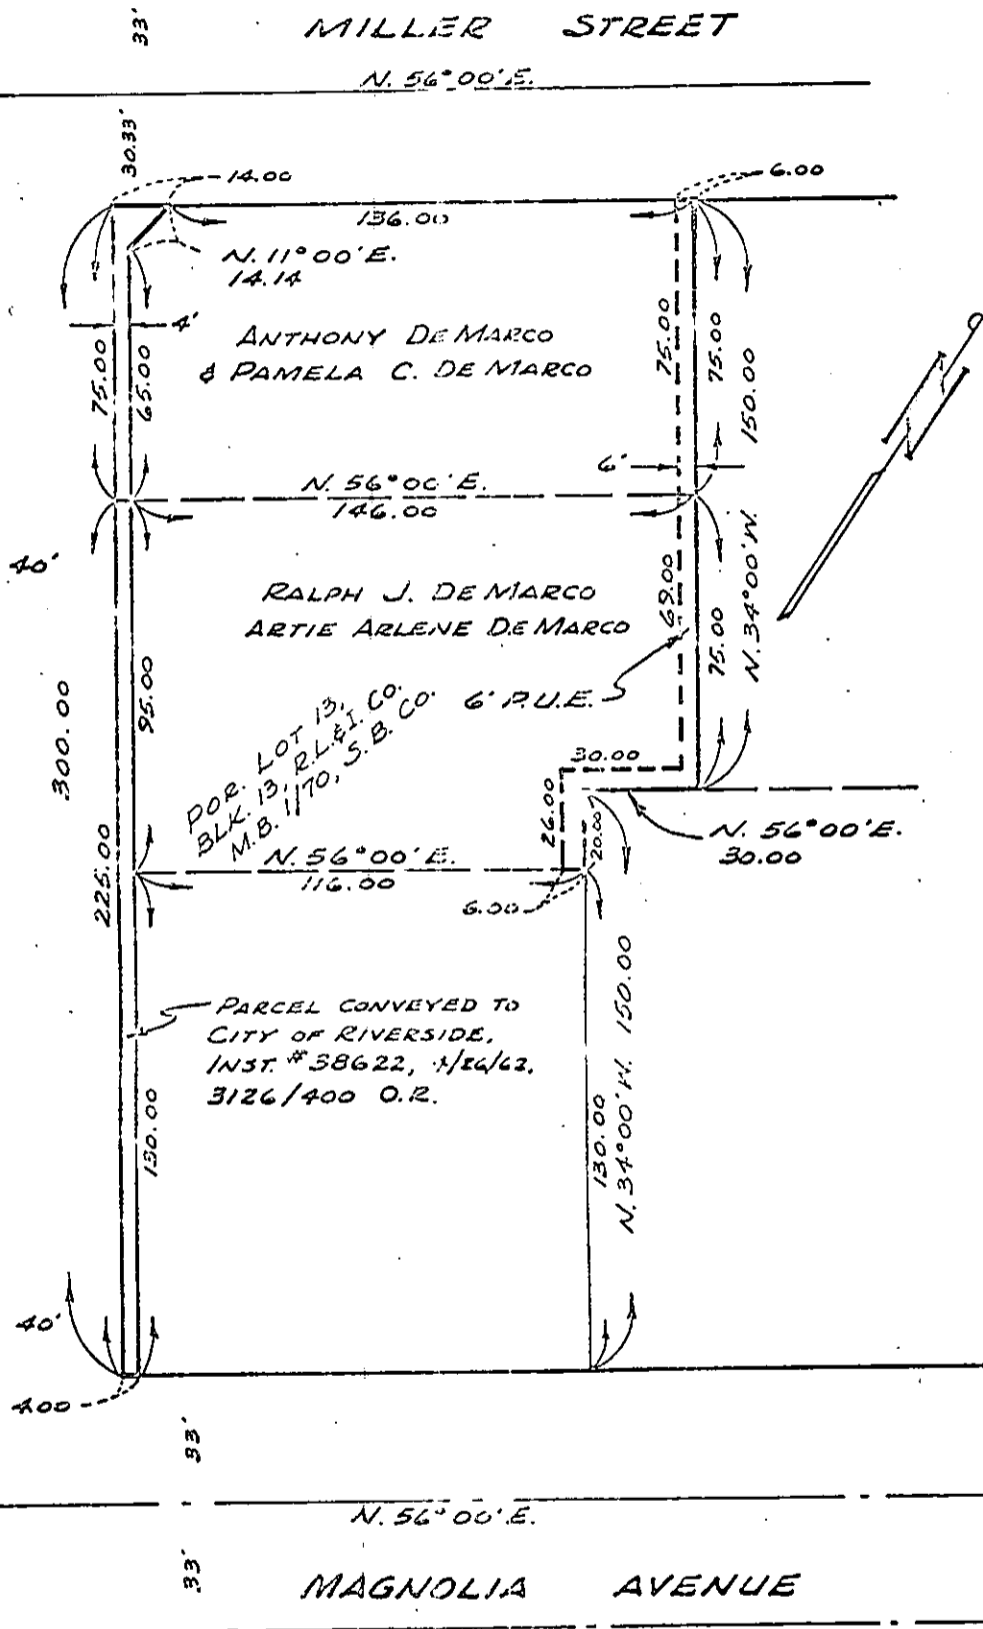 33'
MILLER STREET
N. 56°00'E.
30.33'
14.00
6.00
136.00
N. 11°00'E.
14.14
4'
ANTHONY DE MARCO
& PAMELA C. DE MARCO
75.00
65.00
75.00
75.00
150.00
6'
N. 56°00'E.
146.00
40'
RALPH J. DE MARCO
ARTIE ARLENE DE MARCO
69.00
75.00
N. 34°00'W.
300.00
95.00
6' P.U.E.
POR. LOT 13,
BLK. 13, R.L.&I. CO.
M.B. 1/70, S.B. CO.
30.00
26.00
20.00
N. 56°00'E.
30.00
225.00
N. 56°00'E.
116.00
6.00
PARCEL CONVEYED TO
CITY OF RIVERSIDE,
INST. #38622,
3126/400 O.R.
150.00
130.00
N. 34°00'W. 150.00
40'
4.00
33'
N. 56°00'E.
33'
MAGNOLIA AVENUE